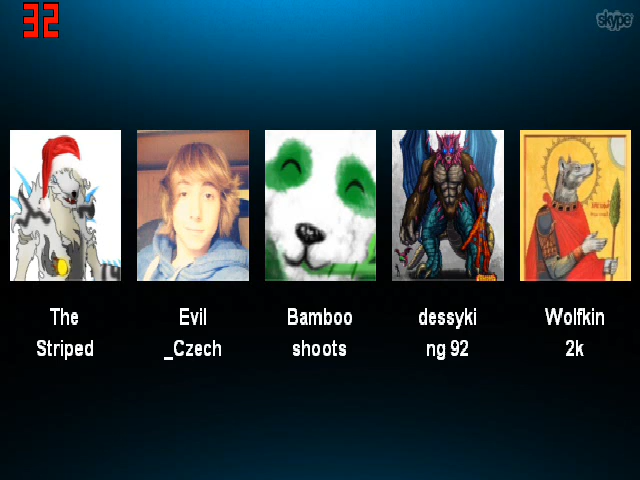 32
skype
The
Striped
Evil
_Czech
Bamboo
shoots
dessyki
ng 92
Wolfkin
2k